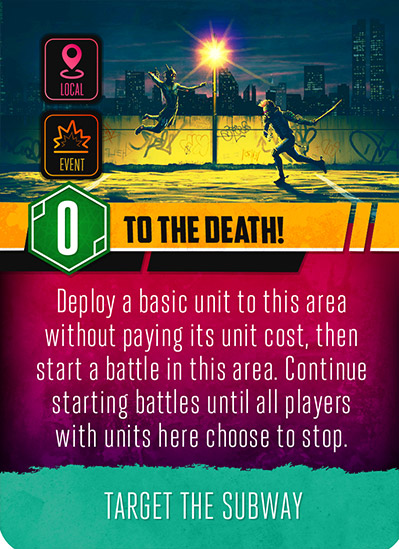 LOCAL
EVENT
0
TO THE DEATH!
Deploy a basic unit to this area
without paying its unit cost, then
start a battle in this area. Continue
starting battles until all players
with units here choose to stop.
TARGET THE SUBWAY